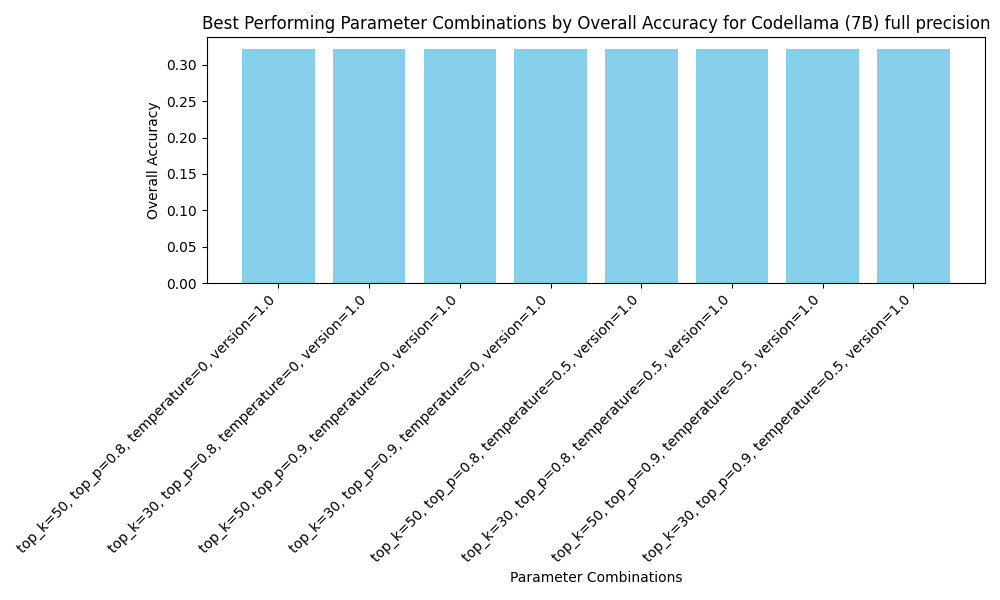 Best Performing Parameter Combinations by Overall Accuracy for Codellama (7B) full precision
Overall Accuracy
0.30
0.25
0.20
0.15
0.10
0.05
0.00
top_k=50, top_p=0.8, temperature=0, version=1.0
top_k=30, top_p=0.8, temperature=0, version=1.0
top_k=50, top_p=0.9, temperature=0, version=1.0
top_k=30, top_p=0.9, temperature=0, version=1.0
top_k=50, top_p=0.8, temperature=0.5, version=1.0
top_k=30, top_p=0.8, temperature=0.5, version=1.0
top_k=50, top_p=0.9, temperature=0.5, version=1.0
top_k=30, top_p=0.9, temperature=0.5, version=1.0
Parameter Combinations